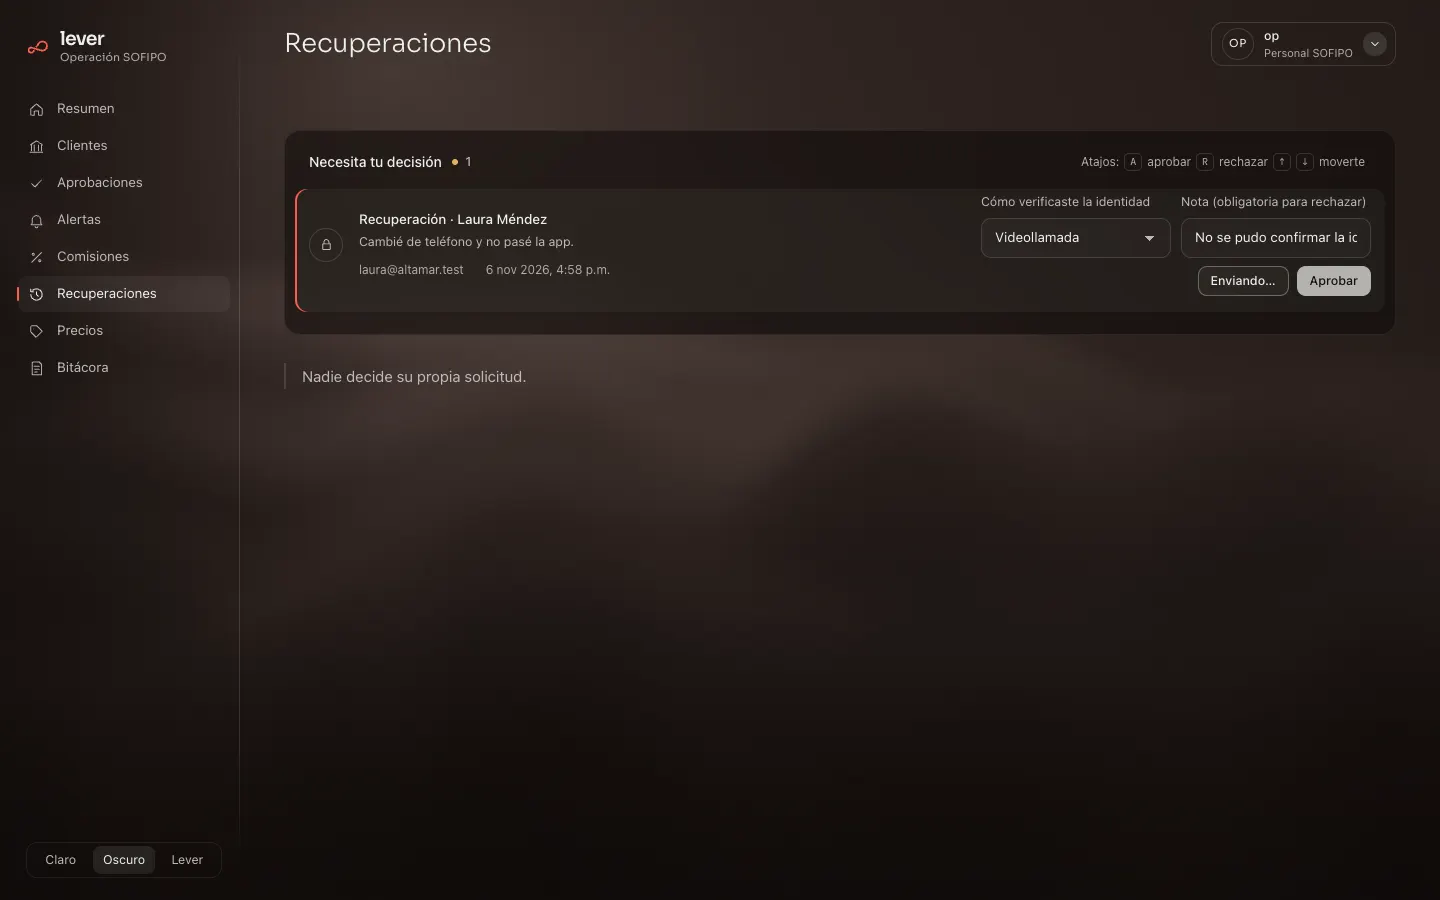 lever
Operación SOFIPO
Resumen
Clientes
Aprobaciones
Alertas
Comisiones
Recuperaciones
Precios
Bitácora
Claro
Oscuro
Lever
Recuperaciones
OP
op
Personal SOFIPO
Necesita tu decisión 1
Atajos: A aprobar R rechazar ↑ ↓ moverte
Recuperación · Laura Méndez
Cambié de teléfono y no pasé la app.
laura@altamar.test 6 nov 2026, 4:58 p.m.
Cómo verificaste la identidad
Videollamada
Nota (obligatoria para rechazar)
No se pudo confirmar la
Enviando...
Aprobar
Nadie decide su propia solicitud.